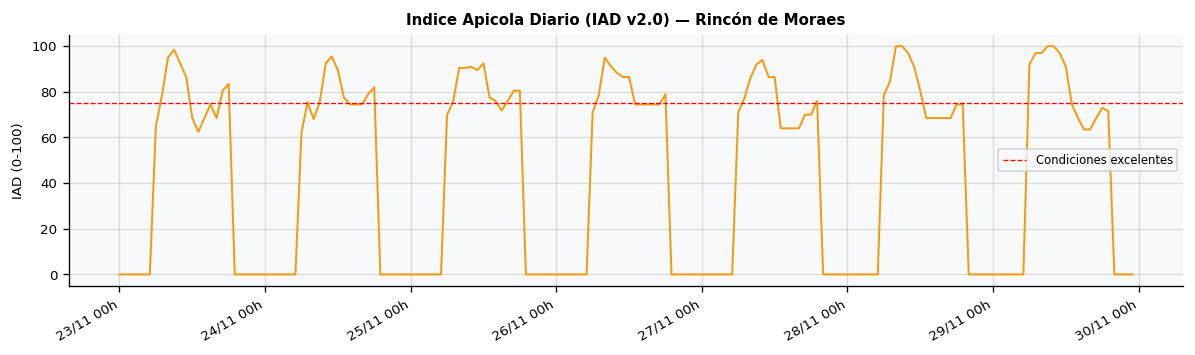 Indice Apicola Diario (IAD v2.0) — Rincón de Moraes
IAD (0-100)
100
80
60
40
20
0
Condiciones excelentes
23/11 00h
24/11 00h
25/11 00h
26/11 00h
27/11 00h
28/11 00h
29/11 00h
30/11 00h